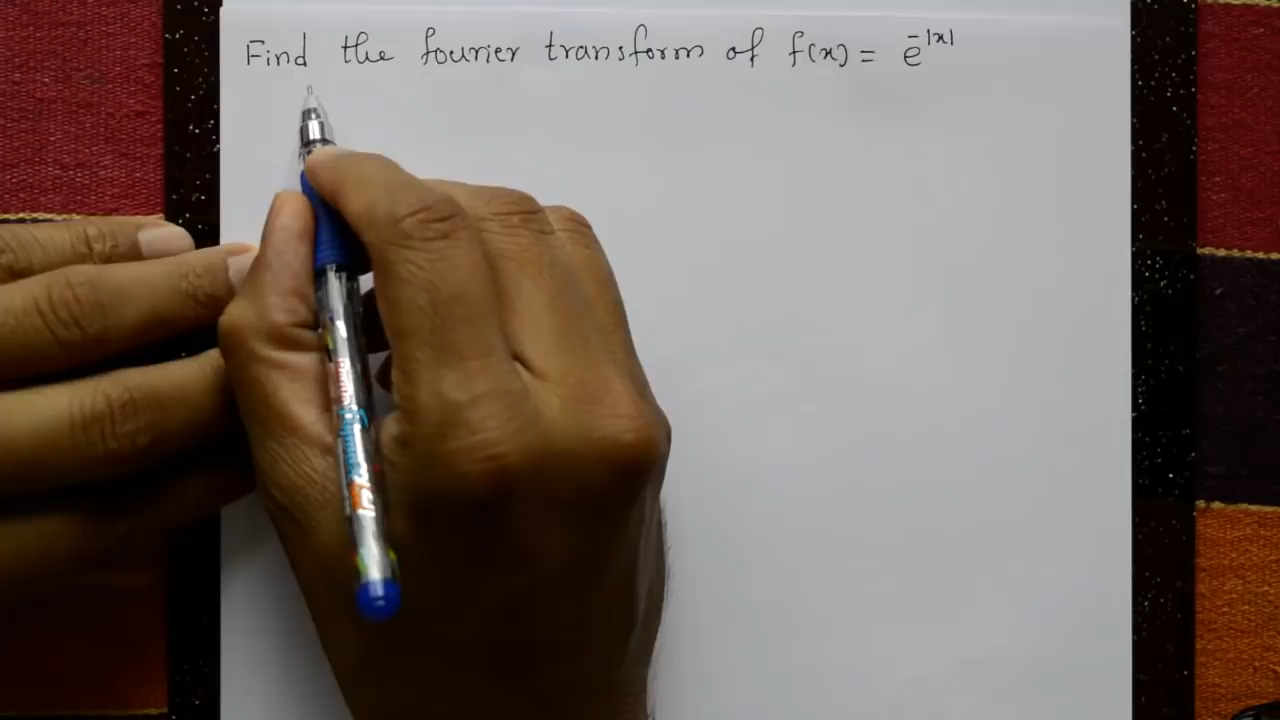 Find the fourier transform of f(x) = e^-|x|